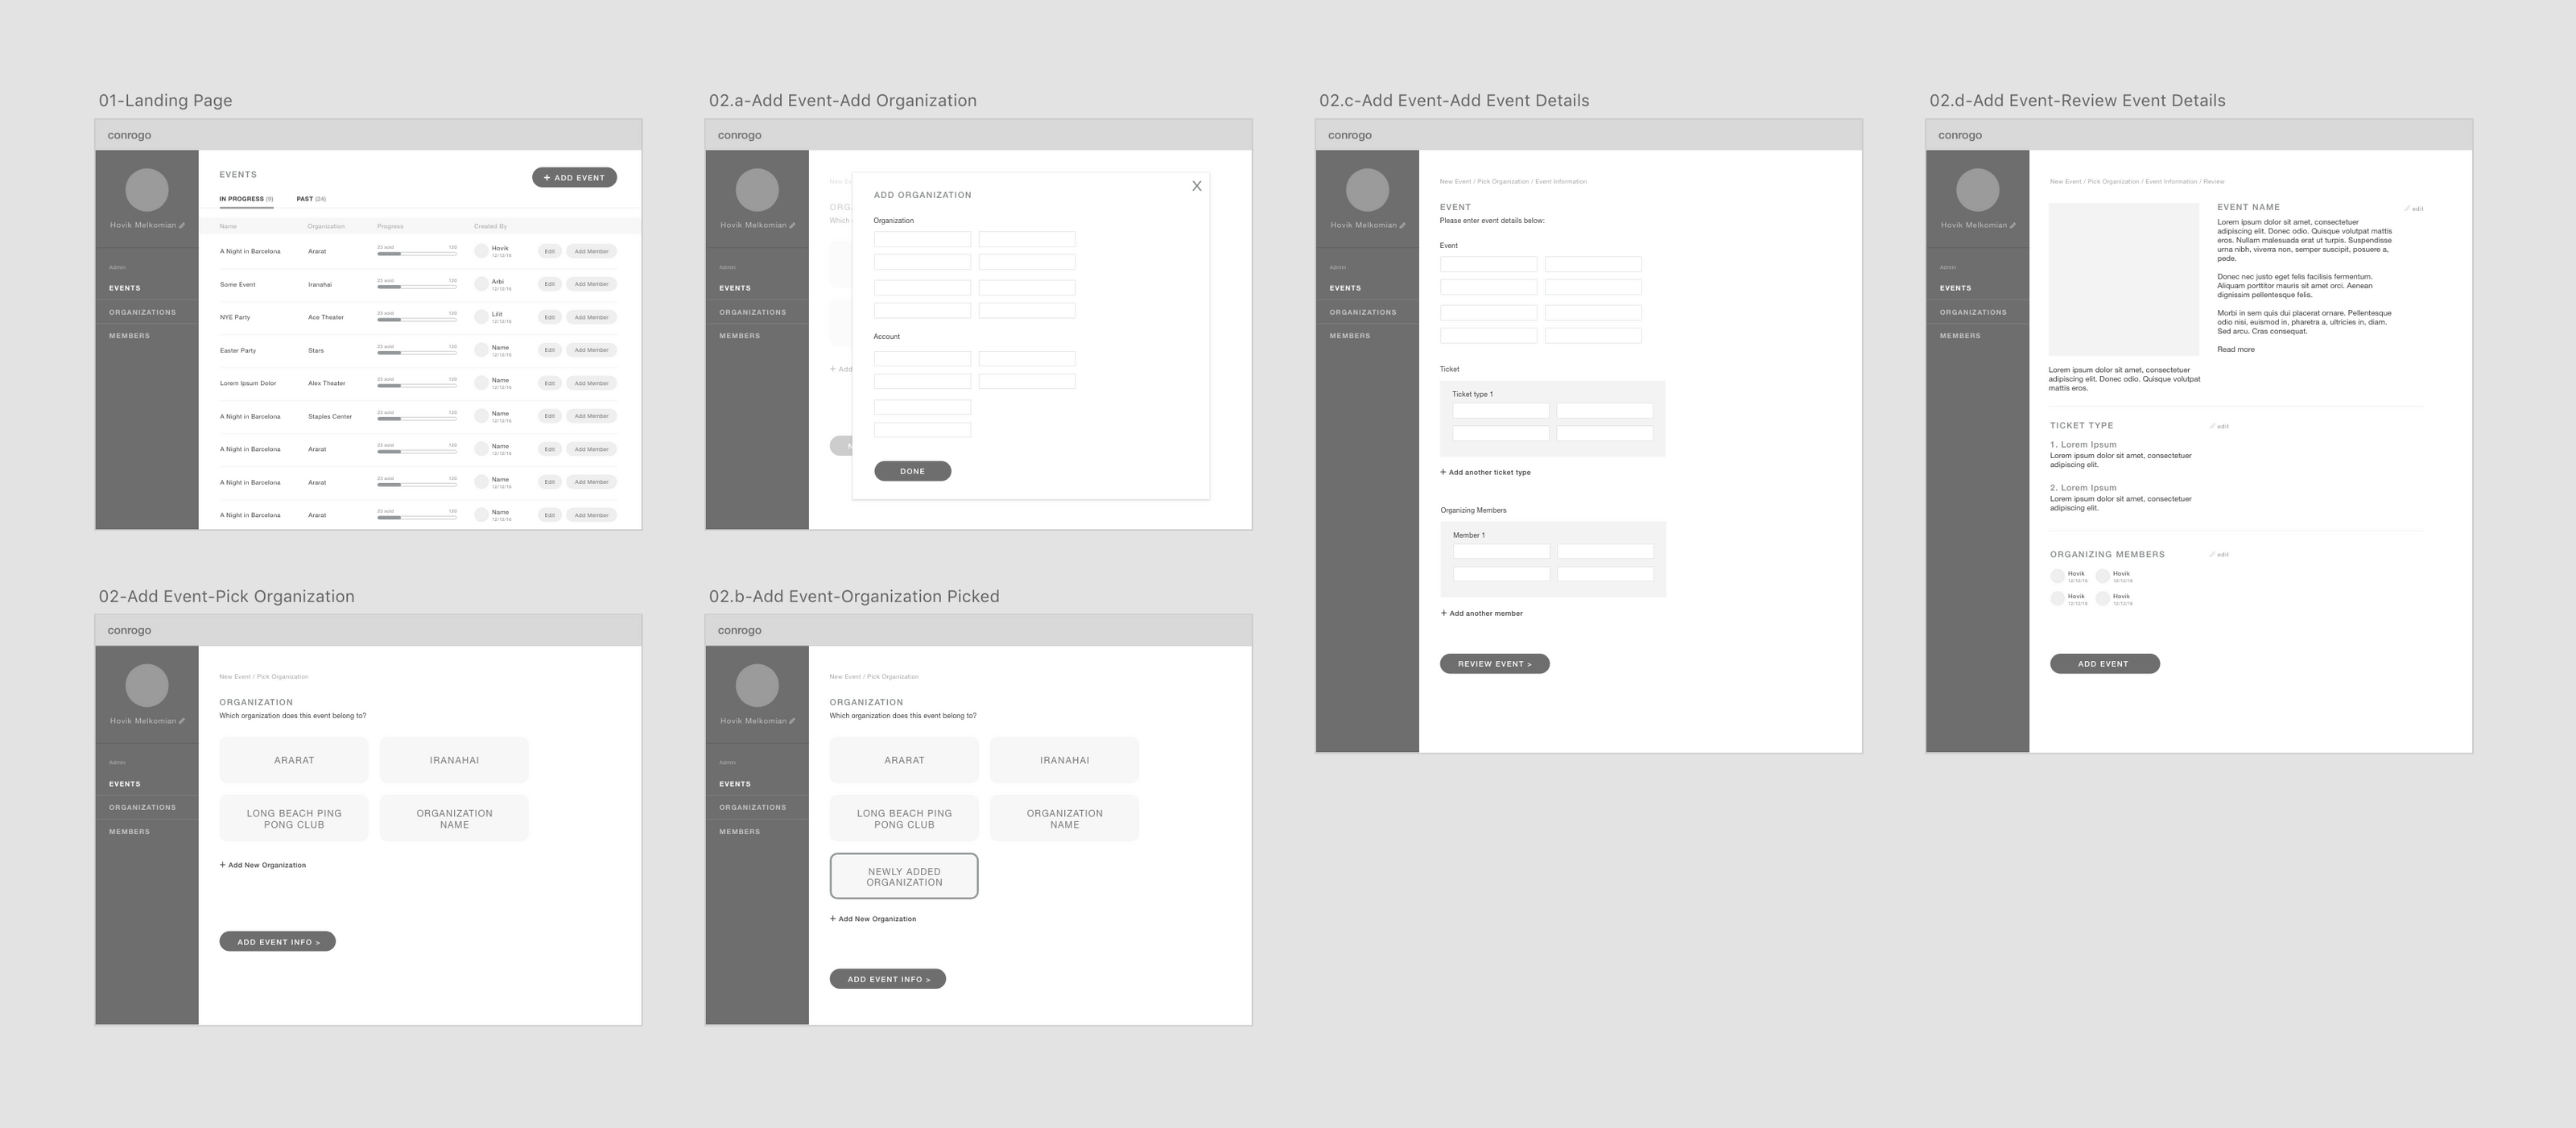 01-Landing Page
conrogo
Hovik Melkomian
Admin
EVENTS
ORGANIZATIONS
MEMBERS
EVENTS
+ ADD EVENT
IN PROGRESS (9) PAST (24)
Name Organization Progress Created By
A Night in Barcelona Ararat 23 sold 120 Hovik 12/12/16 Edit Add Member
Some Event Iranahai 23 sold 120 Arbi 12/12/16 Edit Add Member
NYE Party Ace Theater 23 sold 120 Lilit 12/12/16 Edit Add Member
Easter Party Stars 23 sold 120 Name 12/12/16 Edit Add Member
Lorem Ipsum Dolor Alex Theater 23 sold 120 Name 12/12/16 Edit Add Member
A Night in Barcelona Staples Center 23 sold 120 Name 12/12/16 Edit Add Member
A Night in Barcelona Ararat 23 sold 120 Name 12/12/16 Edit Add Member
A Night in Barcelona Ararat 23 sold 120 Name 12/12/16 Edit Add Member
A Night in Barcelona Ararat 23 sold 120 Name 12/12/16 Edit Add Member
02.a-Add Event-Add Organization
conrogo
Hovik Melkomian
Admin
EVENTS
ORGANIZATIONS
MEMBERS
New Ev
ORG
Which
+ Add
N
ADD ORGANIZATION
X
Organization
Account
DONE
02.c-Add Event-Add Event Details
conrogo
Hovik Melkomian
Admin
EVENTS
ORGANIZATIONS
MEMBERS
New Event / Pick Organization / Event Information
EVENT
Please enter event details below:
Event
Ticket
Ticket type 1
+ Add another ticket type
Organizing Members
Member 1
+ Add another member
REVIEW EVENT >
02.d-Add Event-Review Event Details
conrogo
Hovik Melkomian
Admin
EVENTS
ORGANIZATIONS
MEMBERS
New Event / Pick Organization / Event Information / Review
EVENT NAME
edit
Lorem ipsum dolor sit amet, consectetuer
adipiscing elit. Donec odio. Quisque volutpat mattis
eros. Nullam malesuada erat ut turpis. Suspendisse
urna nibh, viverra non, semper suscipit, posuere a,
pede.
Donec nec justo eget felis facilisis fermentum.
Aliquam porttitor mauris sit amet orci. Aenean
dignissim pellentesque felis.
Morbi in sem quis dui placerat ornare. Pellentesque
odio nisi, euismod in, pharetra a, ultricies in, diam.
Sed arcu. Cras consequat.
Read more
Lorem ipsum dolor sit amet, consectetuer
adipiscing elit. Donec odio. Quisque volutpat
mattis eros.
TICKET TYPE
edit
1. Lorem Ipsum
Lorem ipsum dolor sit amet, consectetuer
adipiscing elit.
2. Lorem Ipsum
Lorem ipsum dolor sit amet, consectetuer
adipiscing elit.
ORGANIZING MEMBERS
edit
Hovik 12/12/16 Hovik 12/12/16
Hovik 12/12/16 Hovik 12/12/16
ADD EVENT
02-Add Event-Pick Organization
conrogo
Hovik Melkomian
Admin
EVENTS
ORGANIZATIONS
MEMBERS
New Event / Pick Organization
ORGANIZATION
Which organization does this event belong to?
ARARAT
IRANAHAI
LONG BEACH PING
PONG CLUB
ORGANIZATION
NAME
+ Add New Organization
ADD EVENT INFO >
02.b-Add Event-Organization Picked
conrogo
Hovik Melkomian
Admin
EVENTS
ORGANIZATIONS
MEMBERS
New Event / Pick Organization
ORGANIZATION
Which organization does this event belong to?
ARARAT
IRANAHAI
LONG BEACH PING
PONG CLUB
ORGANIZATION
NAME
NEWLY ADDED
ORGANIZATION
+ Add New Organization
ADD EVENT INFO >